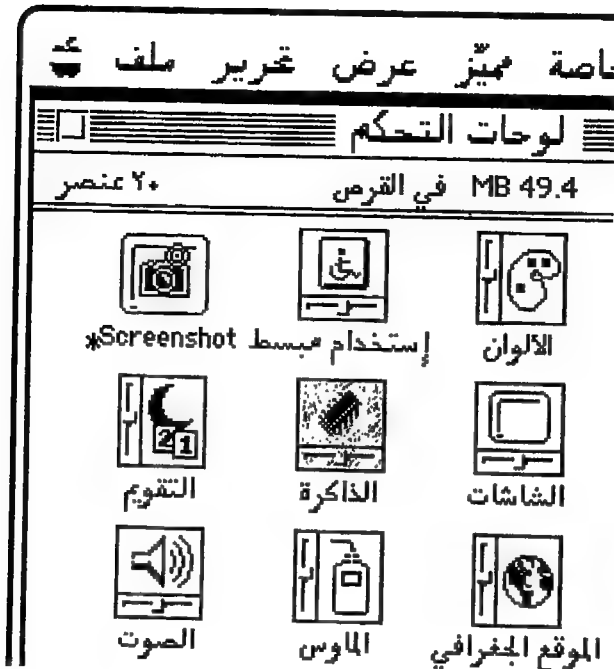 خاصة مميّز عرض تحرير ملف
لوحات التحكم
MB 49.4 في القرص ٢٠ عنصر
الألوان إستخدام مبسط Screenshot*
الشاشات الذاكرة التقويم
الموقع الجغرافي الماوس الصوت